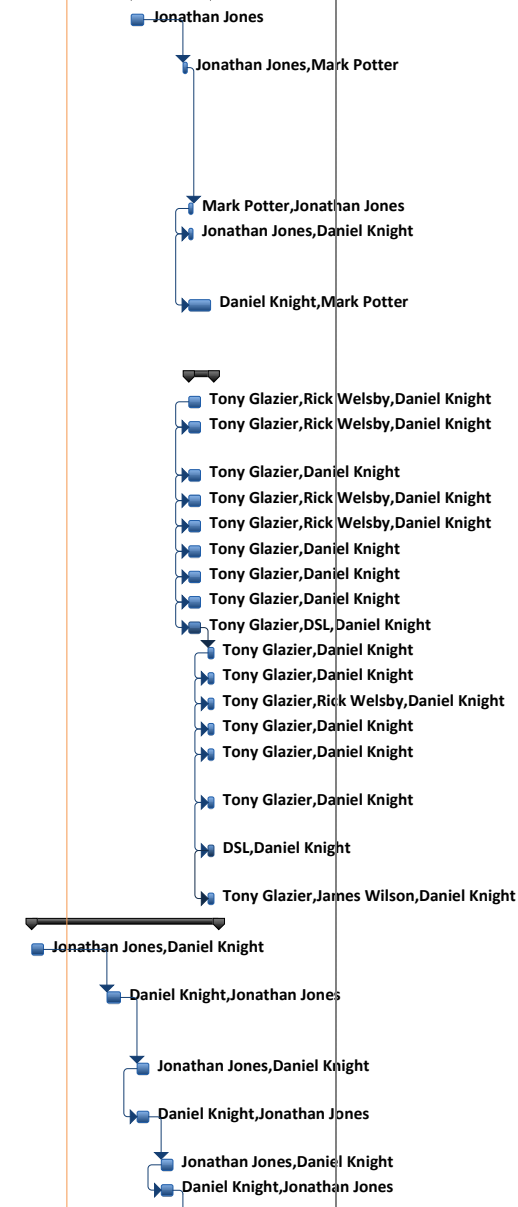 Jonathan Jones
Jonathan Jones,Mark Potter
Mark Potter,Jonathan Jones
Jonathan Jones,Daniel Knight
Daniel Knight,Mark Potter
Tony Glazier,Rick Welsby,Daniel Knight
Tony Glazier,Rick Welsby,Daniel Knight
Tony Glazier,Daniel Knight
Tony Glazier,Rick Welsby,Daniel Knight
Tony Glazier,Rick Welsby,Daniel Knight
Tony Glazier,Daniel Knight
Tony Glazier,Daniel Knight
Tony Glazier,Daniel Knight
Tony Glazier,DSL,Daniel Knight
Tony Glazier,Daniel Knight
Tony Glazier,Daniel Knight
Tony Glazier,Rick Welsby,Daniel Knight
Tony Glazier,Daniel Knight
Tony Glazier,Daniel Knight
Tony Glazier,Daniel Knight
DSL,Daniel Knight
Tony Glazier,James Wilson,Daniel Knight
Jonathan Jones,Daniel Knight
Daniel Knight,Jonathan Jones
Jonathan Jones,Daniel Knight
Daniel Knight,Jonathan Jones
Jonathan Jones,Daniel Knight
Daniel Knight,Jonathan Jones